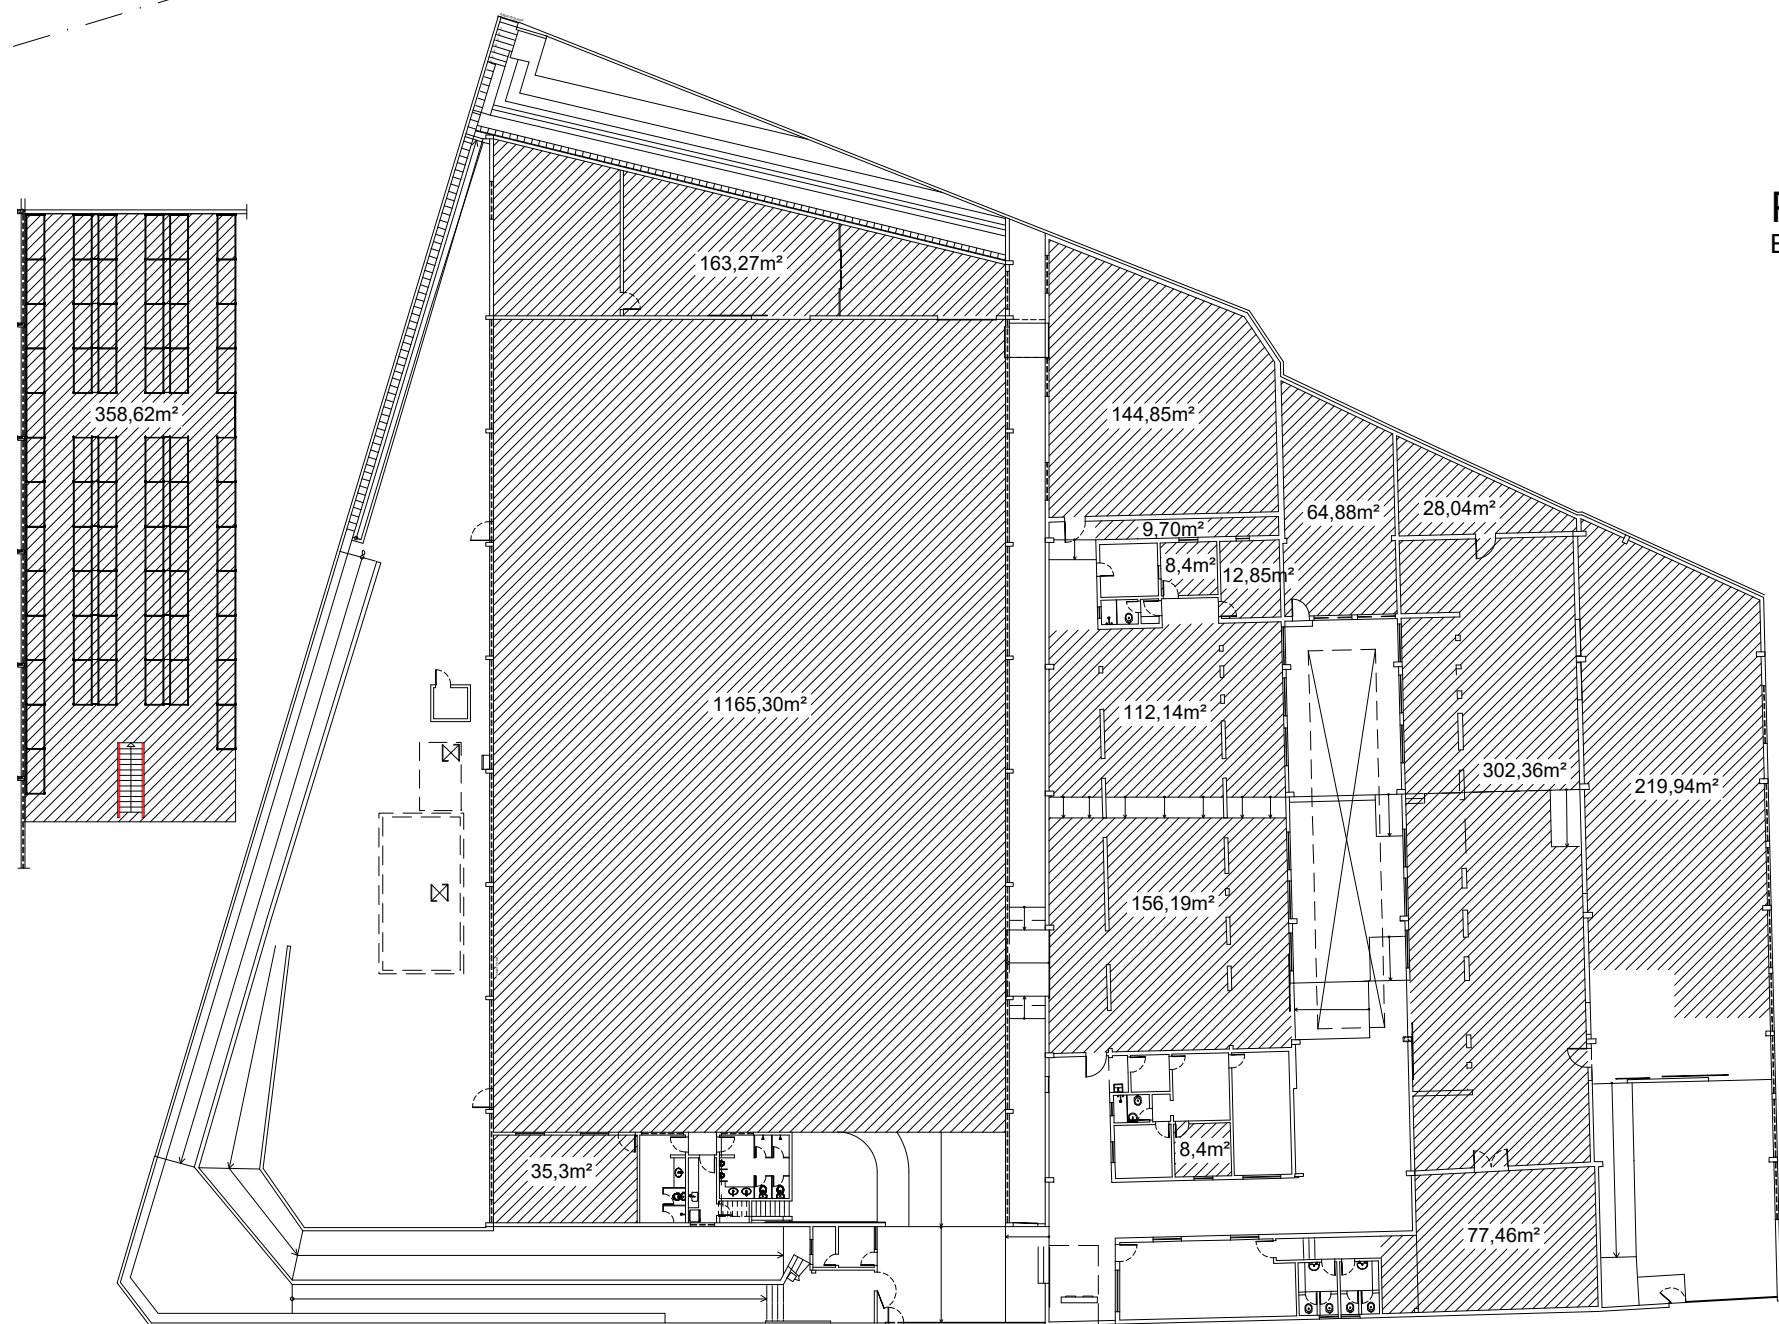 163,27m²
358,62m²
144,85m²
64,88m²
28,04m²
9,70m²
8,4m²
12,85m²
1165,30m²
112,14m²
302,36m²
219,94m²
156,19m²
35,3m²
8,4m²
77,46m²